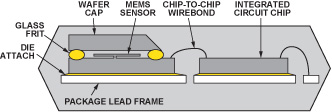 WAFER CAP
MEMS SENSOR
CHIP-TO-CHIP WIREBOND
INTEGRATED CIRCUIT CHIP
GLASS FRIT
DIE ATTACH
PACKAGE LEAD FRAME